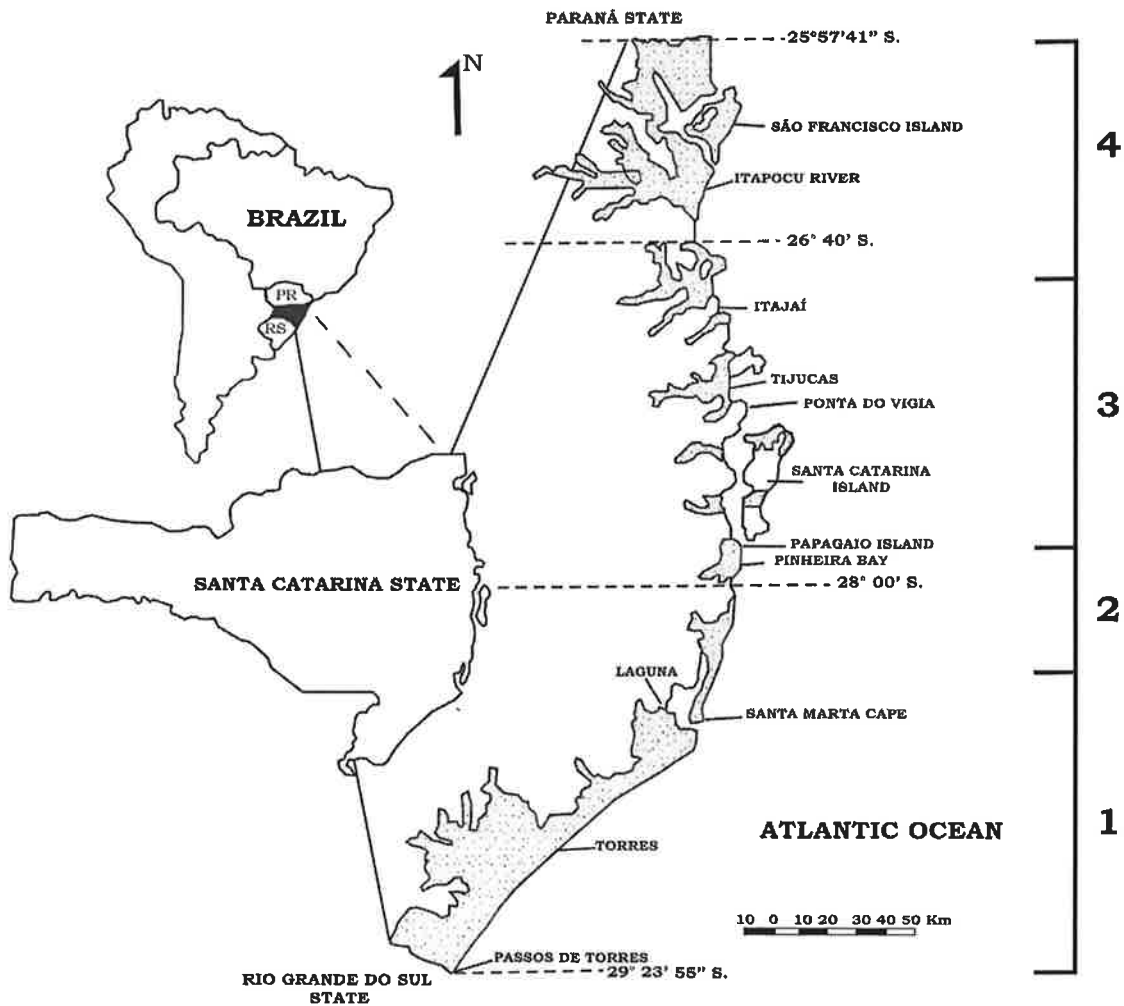 PARANÁ STATE
25°57'41" S.
N
SÃO FRANCISCO ISLAND
4
ITAPOCU RIVER
BRAZIL
26° 40' S.
PR
RS
ITAJAÍ
TIJUCAS
PONTA DO VIGIA
3
SANTA CATARINA
ISLAND
PAPAGAIO ISLAND
PINHEIRA BAY
SANTA CATARINA STATE
28° 00' S.
2
LAGUNA
SANTA MARTA CAPE
ATLANTIC OCEAN
1
TORRES
10 0 10 20 30 40 50 Km
PASSOS DE TORRES
29° 23' 55" S.
RIO GRANDE DO SUL
STATE